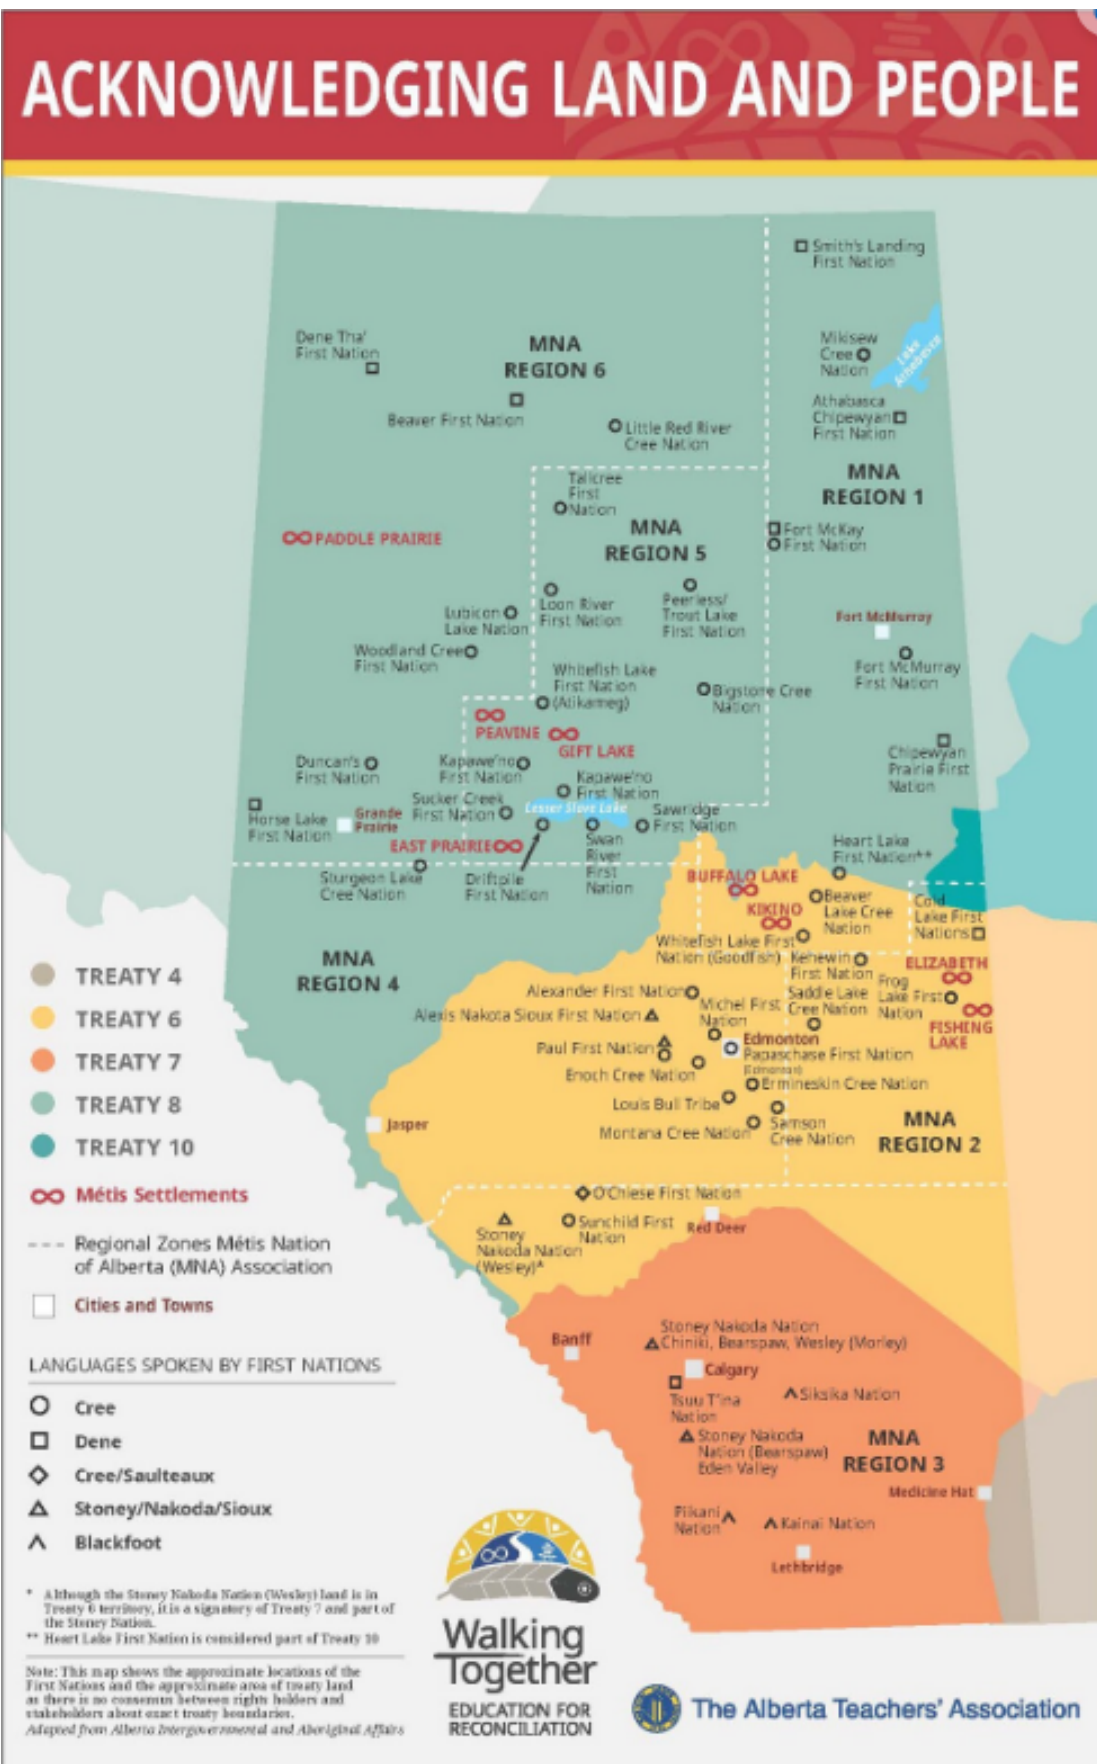 ACKNOWLEDGING LAND AND PEOPLE
Smith's Landing
First Nation
Dene Tha'
First Nation
MNA
REGION 6
Mikisew
Cree
Nation
Lake
Athabasca
Beaver First Nation
Athabasca
Chipewyan
First Nation
Little Red River
Cree Nation
MNA
REGION 1
Tallcree
First
Nation
PADDLE PRAIRIE
MNA
REGION 5
Fort McKay
First Nation
Lubicon
Lake Nation
Loon River
First Nation
Peerless/
Trout Lake
First Nation
Fort McMurray
Woodland Cree
First Nation
Fort McMurray
First Nation
Whitefish Lake
First Nation
(Atikameg)
Bigstone Cree
Nation
PEAVINE
GIFT LAKE
Duncan's
First Nation
Kapawe'no
First Nation
Kapawe'no
First Nation
Chipewyan
Prairie First
Nation
Horse Lake
First Nation
Grande
Prairie
Sucker Creek
First Nation
Lesser Slave Lake
Sawridge
First Nation
EAST PRAIRIE
Swan
River
First
Nation
Heart Lake
First Nation**
Sturgeon Lake
Cree Nation
Driftpile
First Nation
BUFFALO LAKE
Beaver
Lake Cree
Nation
Cold
Lake First
Nations
KIKINO
Whitefish Lake First
Nation (Goodfish)
Kehewin
First Nation
ELIZABETH
MNA
REGION 4
Alexander First Nation
Saddle Lake
Cree Nation
Frog
Lake First
Nation
Alexis Nakota Sioux First Nation
Michel First
Nation
FISHING
LAKE
Paul First Nation
Edmonton
Papaschase First Nation
(Edmonton)
Enoch Cree Nation
Ermineskin Cree Nation
Louis Bull Tribe
Montana Cree Nation
Samson
Cree Nation
MNA
REGION 2
Jasper
O'Chiese First Nation
Stoney
Nakoda Nation
(Wesley)*
Sunchild First
Nation
Red Deer
Banff
Stoney Nakoda Nation
Chiniki, Bearspaw, Wesley (Morley)
Calgary
Tsuu T'ina
Nation
Siksika Nation
Stoney Nakoda
Nation (Bearspaw)
Eden Valley
MNA
REGION 3
Medicine Hat
Piikani
Nation
Kainai Nation
Lethbridge
TREATY 4
TREATY 6
TREATY 7
TREATY 8
TREATY 10
Métis Settlements
Regional Zones Métis Nation
of Alberta (MNA) Association
Cities and Towns
LANGUAGES SPOKEN BY FIRST NATIONS
Cree
Dene
Cree/Saulteaux
Stoney/Nakoda/Sioux
Blackfoot
* Although the Stoney Nakoda Nation (Wesley) land is in
Treaty 6 territory, it is a signatory of Treaty 7 and part of
the Stoney Nation.
** Heart Lake First Nation is considered part of Treaty 10
Note: This map shows the approximate locations of the
First Nations and the approximate area of treaty land
as there is no consensus between rights holders and
stakeholders about exact treaty boundaries.
Adapted from Alberta Intergovernmental and Aboriginal Affairs
Walking
Together
EDUCATION FOR
RECONCILIATION
The Alberta Teachers' Association